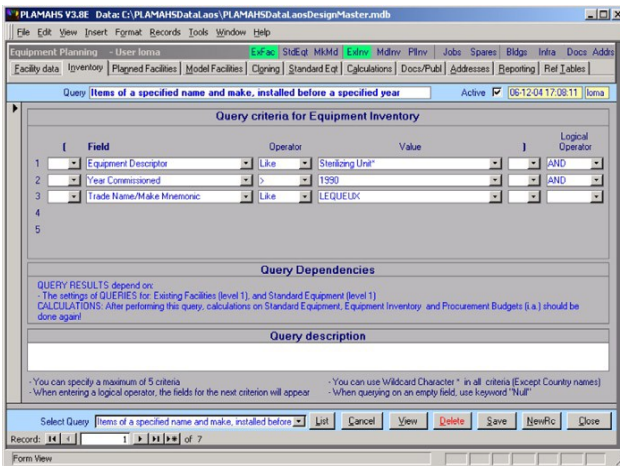 PLAMAHS V3.8E Data: C:\PLAMAHSDataLaos\PLAMAHSDataLaosDesignMaster.mdb
File Edit View Insert Format Records Tools Window Help
Equipment Planning - User Ioma ExFac StdEqt MkMd ExInv MdInv PlInv Jobs Spares Bldgs Infra Docs Addrs
Facility data Inventory Planned Facilities Model Facilities Cloning Standard Eqt Calculations Docs/Publ Addresses Reporting Ref Tables
Query Items of a specified name and make, installed before a specified year Active 06-12-04 17:08:11 Ioma
Query criteria for Equipment Inventory
( Field Operator Value ) Logical Operator
1 Equipment Descriptor Like Sterilizing Unit* AND
2 Year Commissioned > 1990 AND
3 Trade Name/Make Mnemonic Like LEQUEUX
4
5
Query Dependencies
QUERY RESULTS depend on:
- The settings of QUERIES for: Existing Facilities (level 1), and Standard Equipment (level 1)
CALCULATIONS: After performing this query, calculations on Standard Equipment, Equipment Inventory and Procurement Budgets (i.a.) should be
done again!
Query description
- You can specify a maximum of 5 criteria - You can use Wildcard Character * in all criteria (Except Country names)
- When entering a logical operator, the fields for the next criterion will appear - When querying on an empty field, use keyword "Null"
Select Query Items of a specified name and make, installed before List Cancel View Delete Save NewRc Close
Record: 1 of 7
Form View